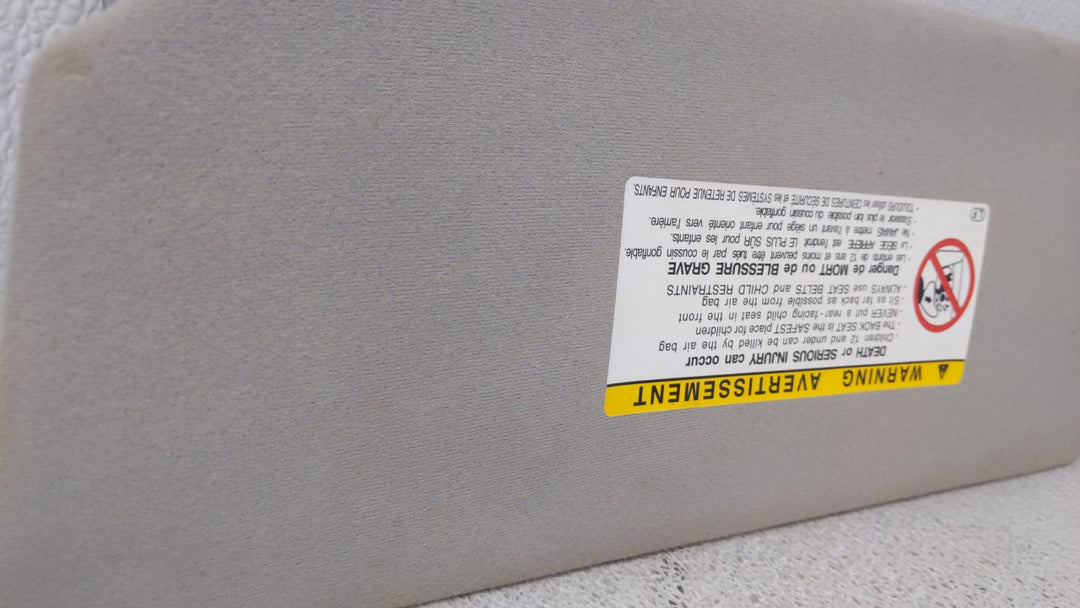 WARNING AVERTISSEMENT
DEATH or SERIOUS INJURY can occur
- Children 12 and under can be killed by the air bag
- The BACK SEAT is the SAFEST place for children
- NEVER put a rear-facing child seat in the front
- Sit as far back as possible from the air bag
- ALWAYS use SEAT BELTS and CHILD RESTRAINTS
Danger de MORT ou de BLESSURE GRAVE
- Les enfants de 12 ans et moins peuvent être tués par le coussin gonflable.
- Le SIÈGE ARRIÈRE est l'endroit LE PLUS SÛR pour les enfants.
- Ne JAMAIS mettre à l'avant un siège pour enfant orienté vers l'arrière.
- S'asseoir le plus loin possible du coussin gonflable.
- TOUJOURS utiliser les CEINTURES DE SÉCURITÉ et les SYSTÈMES DE RETENUE POUR ENFANTS.